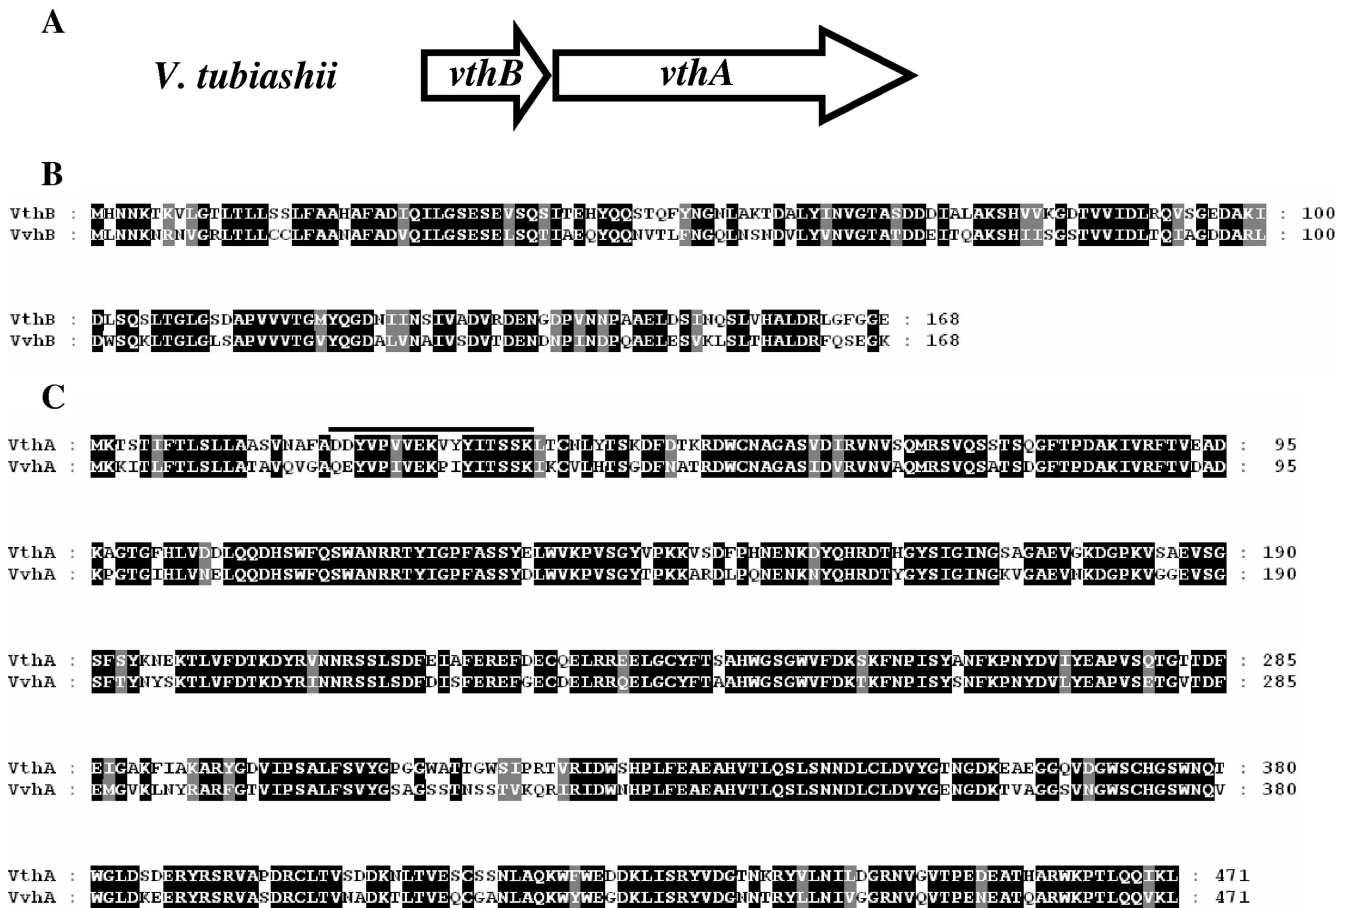 A
V. tubiashii vthB vthA
B
VthB : MHNNKTKVLGTLTLLSSLFAAHAFADIQILGSESEVSQSITEHYQQSTQFYNGNLAKTDALYINVGTASDDDIALAKSHVVKGDTVVIDLRQVSGEDAKI : 100
VvhB : MLNNKNRNVGRLTLLCCLFAANAFADVQILGSESELSQTIAEQYQQNVTLFNGQLNSNDVLYVNVGTATDDEITQAKSHIISGSTVVIDLTQIAGDDARL : 100
VthB : DLSQSLTGLGSDAPVVVTGMYQGDNIINSIVADVRDENGDPVNNPAAELDSINQSLVHALDRLGFGGE : 168
VvhB : DWSQKLTGLGLSAPVVVTGVYQGDALVNAIVSDVTDENDNPINDPQAELESVKLSLTHALDRFQSEGK : 168
C
VthA : MKTSTIFTLSLLAASVNAFADDYVPVVEKVYYITSSKLTCNLYTSKDFDTKRDWCNAGASVDIRVNVSQMRSVQSSTSQGFTPDAKIVRFTVEAD : 95
VvhA : MKKITLFTLSLLATAVQVGAQEYVPIVEKPIYITSSKIKCVLHTSGDFNATRDWCNAGASIDVRVNVAQMRSVQSATSDGFTPDAKIVRFTVDAD : 95
VthA : KAGTGFHLVDDLQQDHSWFQSWANRRTYIGPFASSYELWVKPVSGYVPKKVSDFPHNENKDYQHRDTHGYSIGINGSAGAEVGKDGPKVSAEVSG : 190
VvhA : KPGTGIHLVNELQQDHSWFQSWANRRTYIGPFASSYDLWVKPVSGYTPKKARDLPQNENKNYQHRDTYGYSIGINGKVGAEVNKDGPKVGGEVSG : 190
VthA : SFSYKNEKTLVFDTKDYRVNNRSSLSDFEIAFEREFDECQELRREELGCYFTSAHWGSGWVFDKSKFNPISYANFKPNYDVIYEAPVSQTGTTDF : 285
VvhA : SFTYNYSKTLVFDTKDYRINNRSSLSDFDISFEREFGECDELRRQELGCYFTAAHWGSGWVFDKTKFNPISYSNFKPNYDVLYEAPVSETGVTDF : 285
VthA : EIGAKFIAKARYGDVIPSALFSVYGPGGWATTGWSIPRTVRIDWSHPLFEAEAHVTLQSLSNNDLCLDVYGTNGDKEAEGGQVDGWSCHGSWNQT : 380
VvhA : EMGVKLNYRARFGTVIPSALFSVYGSAGSSTNSSTVKQRIRIDWNHPLFEAEAHVTLQSLSNNDLCLDVYGENGDKTVAGGSVNGWSCHGSWNQV : 380
VthA : WGLDSDERYRSRVAPDRCLTVSDDKNLTVESCSSNLAQKWFWEDDKLISRYVDGTNKRYVLNILDGRNVGVTPEDEATHARWKPTLQQIKL : 471
VvhA : WGLDKEERYRSRVASDRCLTVNADKTLTVEQCGANLAQKWYWEGDKLISRYVDGNNTRYLLNIVGGRNVQVTPENEATQARWKPTLQQVKL : 471